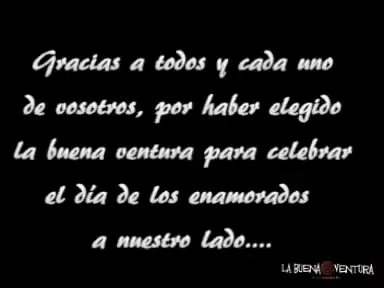 Gracias a todos y cada uno
de vosotros, por haber elegido
la buena ventura para celebrar
el día de los enamorados
a nuestro lado....
LA BUENA VENTURA